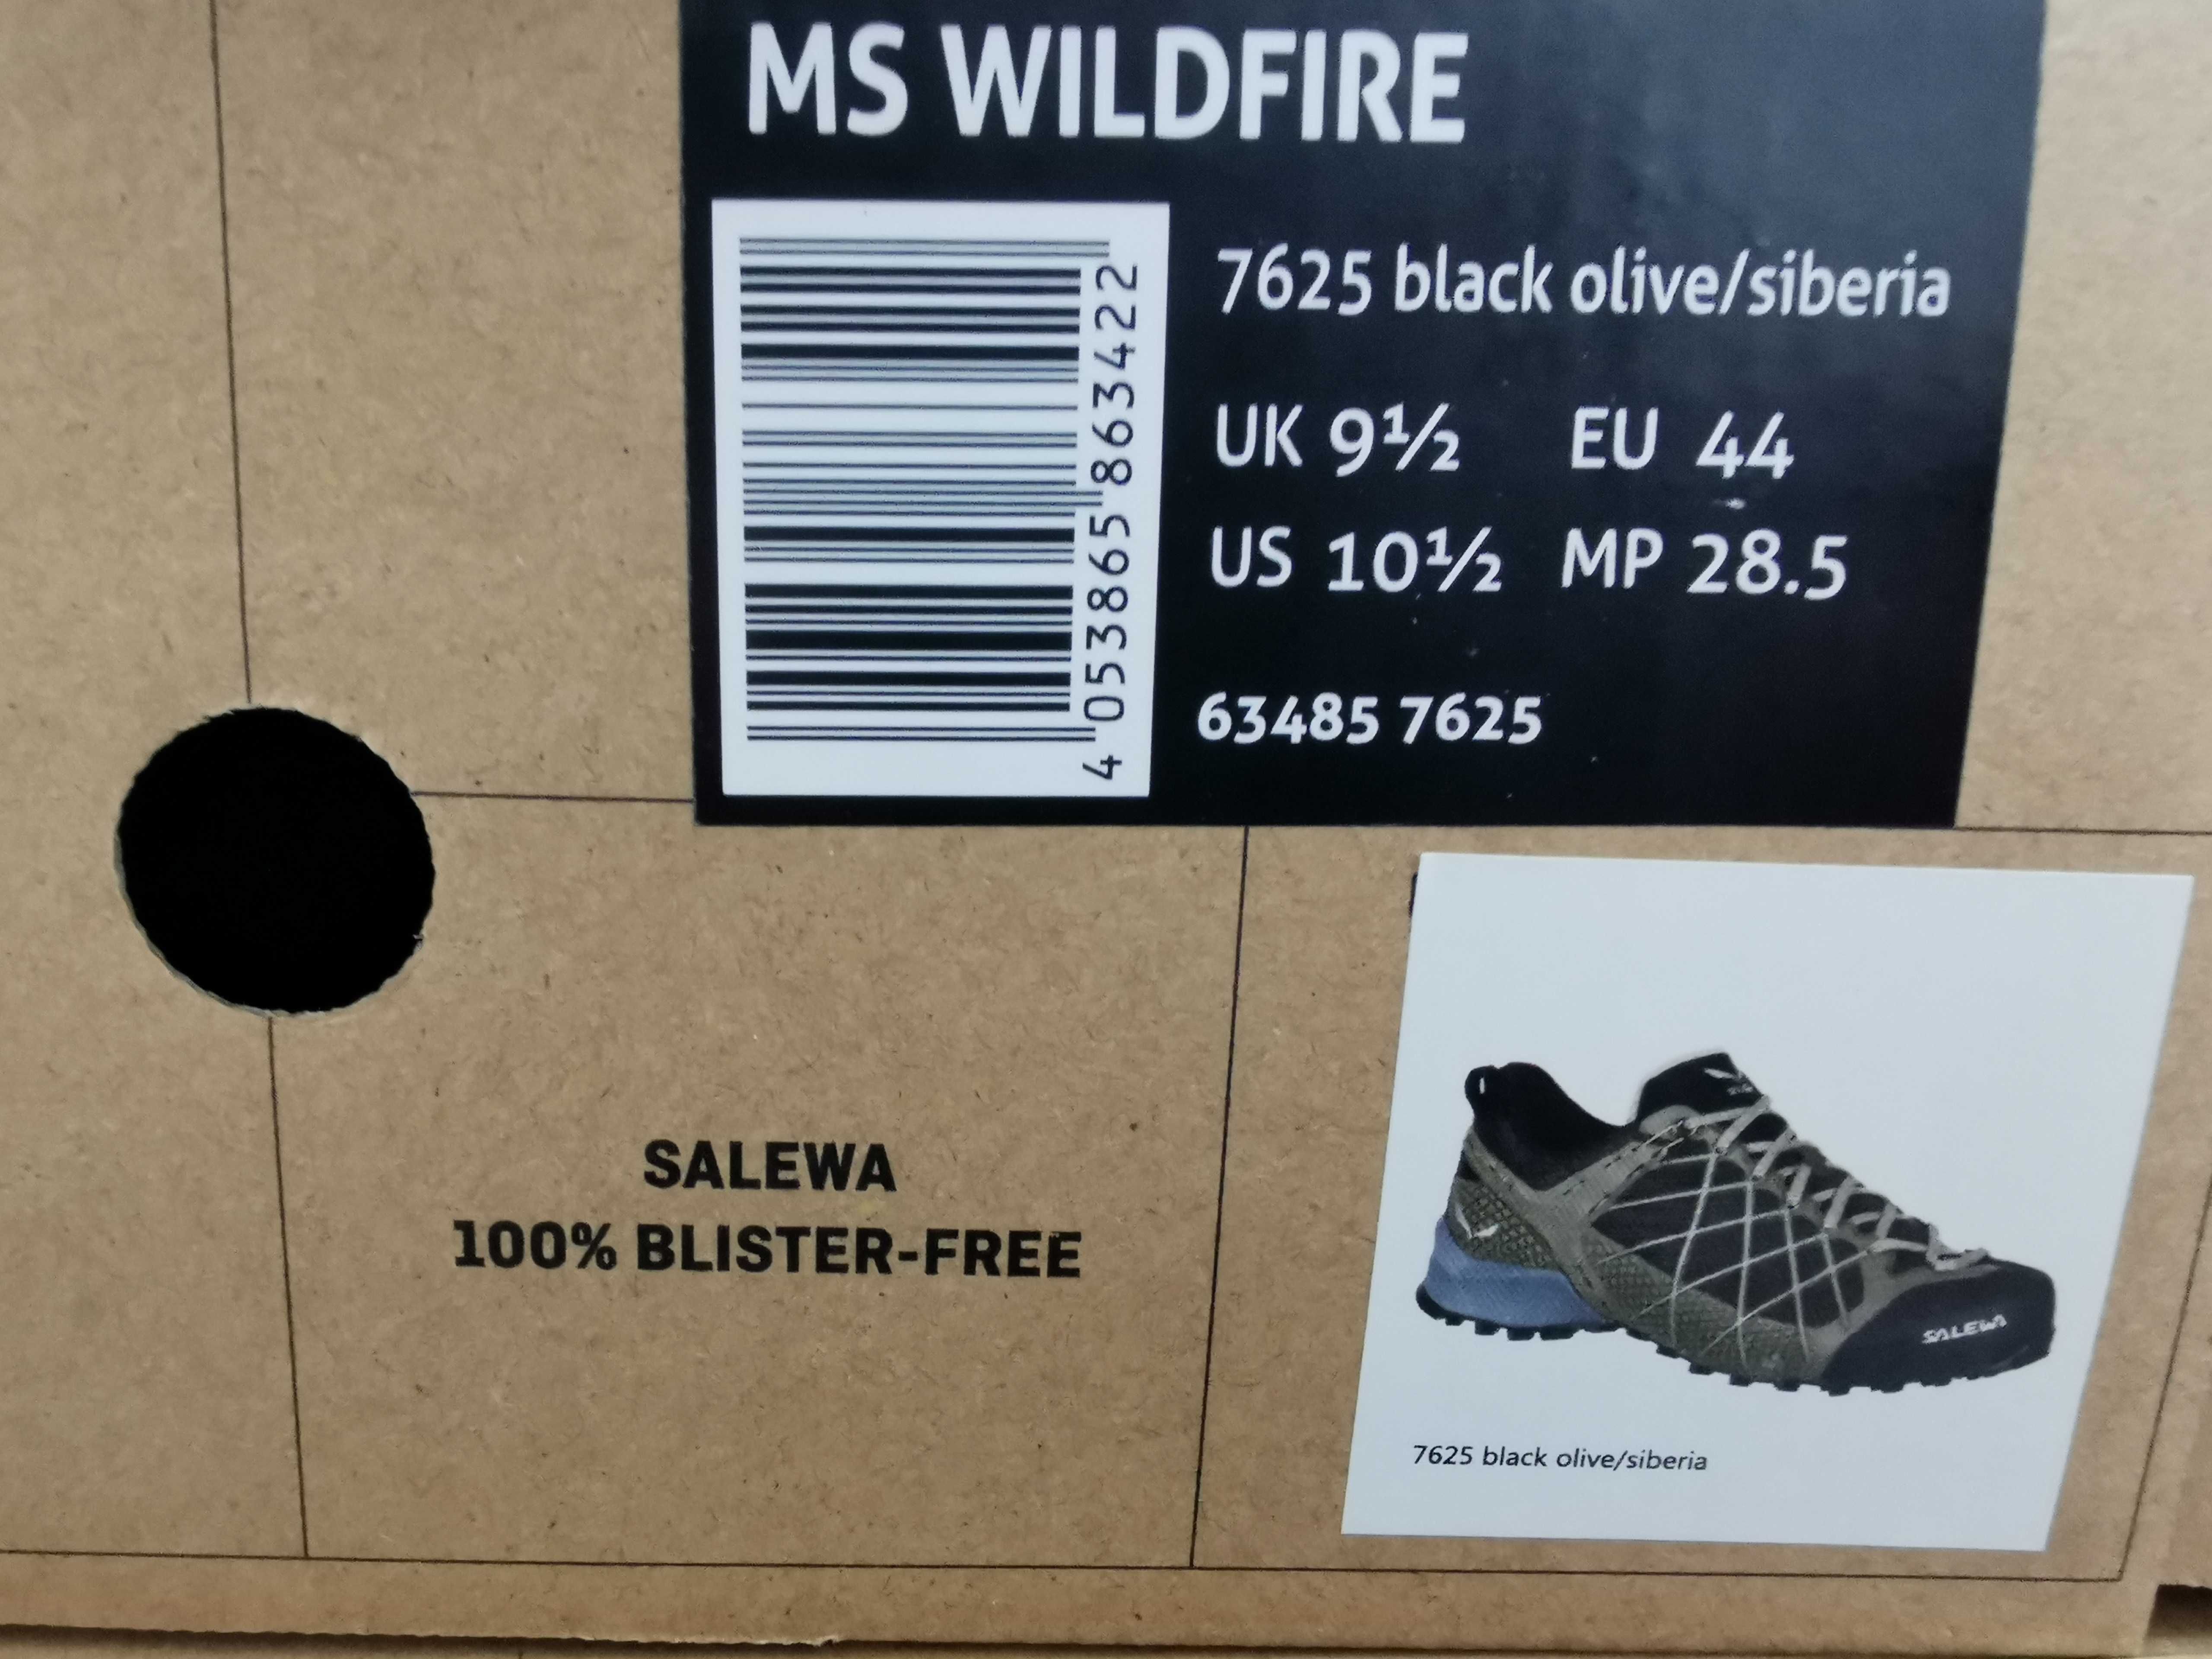 MS WILDFIRE
7625 black olive/siberia
UK 9½ EU 44
US 10½ MP 28.5
63485 7625
4 053865 863422
SALEWA
100% BLISTER-FREE
SALEWA
7625 black olive/siberia